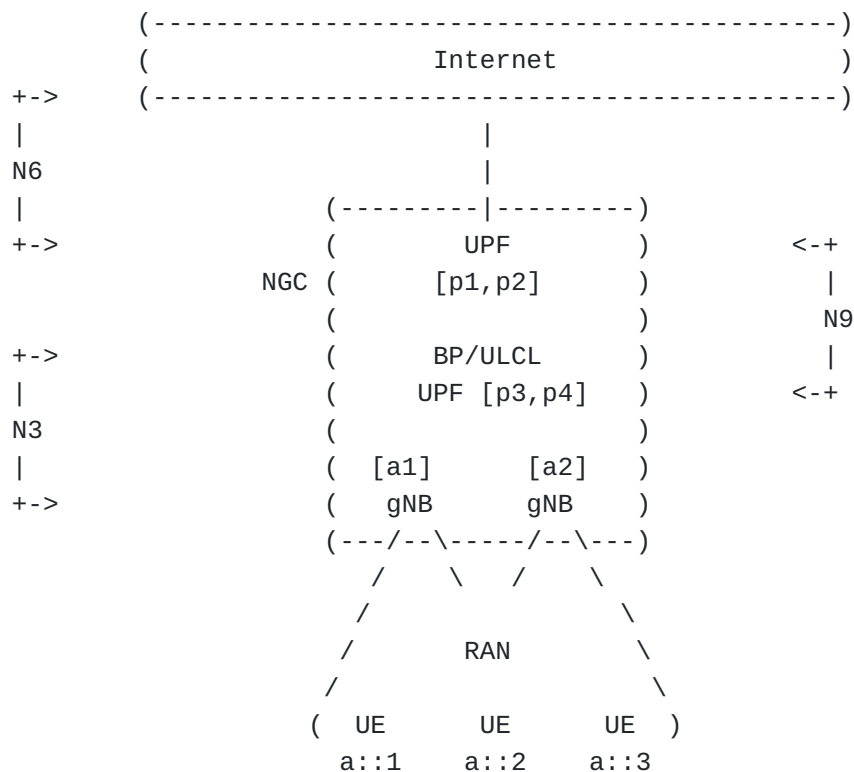 (--------------------------------------------)
(                  Internet                  )
+->     (--------------------------------------------)
|                             |
N6                            |
|                   (---------|---------)
+->                 (        UPF        )         <-+
NGC (      [p1,p2]      )           |
(                   )           N9
+->                 (      BP/ULCL      )           |
|                   (     UPF [p3,p4]   )         <-+
N3                  (                   )
|                   (  [a1]      [a2]   )
+->                 (   gNB      gNB    )
(---/--\-----/--\---)
/    \   /    \
/                \
/       RAN        \
/                    \
(  UE      UE      UE  )
a::1    a::2    a::3